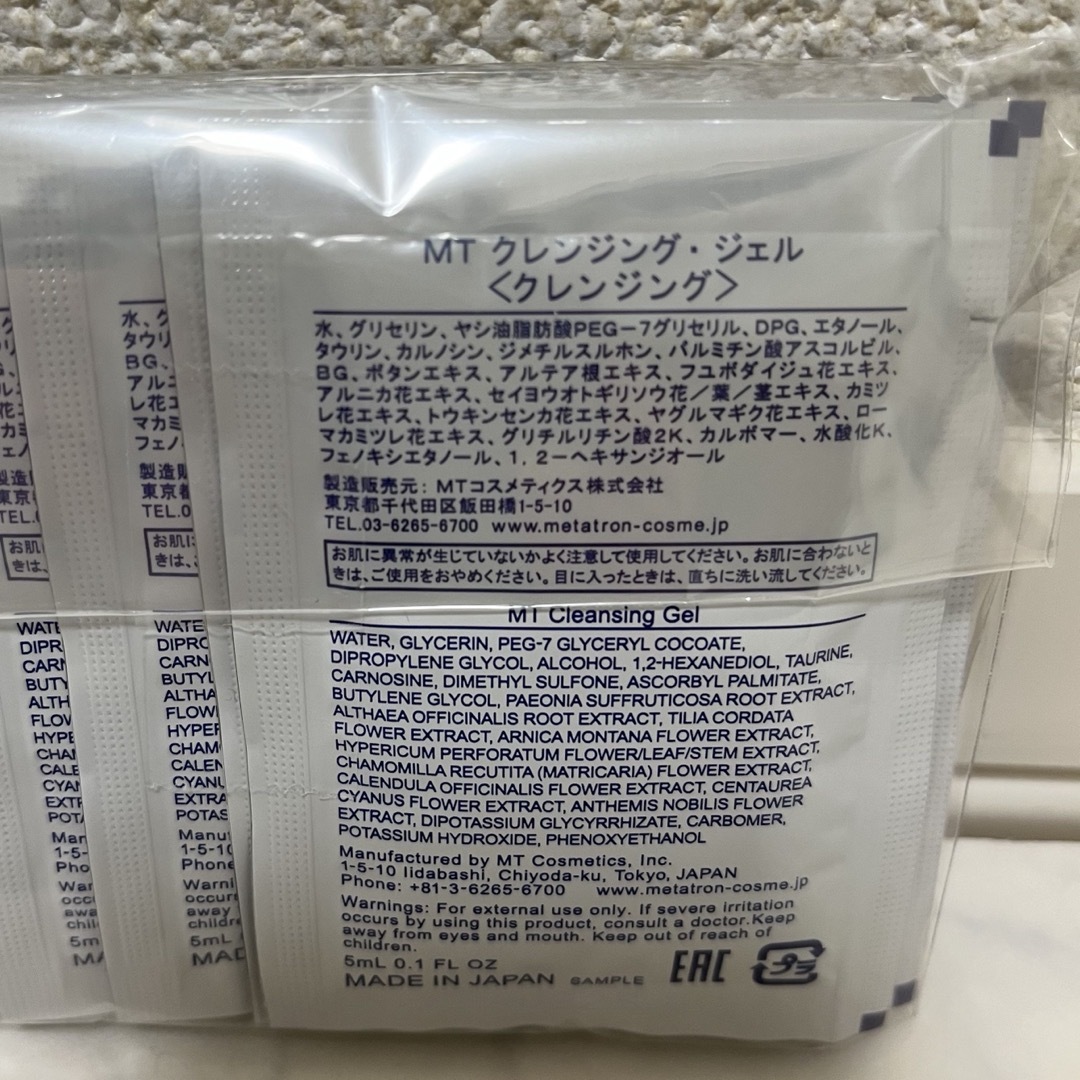 MT クレンジング・ジェル
<クレンジング>
水、グリセリン、ヤシ油脂肪酸PEG-7グリセリル、DPG、エタノール、
タウリン、カルノシン、ジメチルスルホン、パルミチン酸アスコルビル、
BG、ボタンエキス、アルテア根エキス、フユボダイジュ花エキス、
アルニカ花エキス、セイヨウオトギリソウ花/葉/茎エキス、カミツ
レ花エキス、トウキンセンカ花エキス、ヤグルマギク花エキス、ロー
マカミツレ花エキス、グリチルリチン酸2K、カルボマー、水酸化K、
フェノキシエタノール、1,2-ヘキサンジオール
製造販売元：MTコスメティクス株式会社
東京都千代田区飯田橋1-5-10
TEL.03-6265-6700 www.metatron-cosme.jp
お肌に異常が生じていないかよく注意して使用してください。お肌に合わないと
きは、ご使用をおやめください。目に入ったときは、直ちに洗い流してください。
MT Cleansing Gel
WATER, GLYCERIN, PEG-7 GLYCERYL COCOATE,
DIPROPYLENE GLYCOL, ALCOHOL, 1,2-HEXANEDIOL, TAURINE,
CARNOSINE, DIMETHYL SULFONE, ASCORBYL PALMITATE,
BUTYLENE GLYCOL, PAEONIA SUFFRUTICOSA ROOT EXTRACT,
ALTHAEA OFFICINALIS ROOT EXTRACT, TILIA CORDATA
FLOWER EXTRACT, ARNICA MONTANA FLOWER EXTRACT,
HYPERICUM PERFORATUM FLOWER/LEAF/STEM EXTRACT,
CHAMOMILLA RECUTITA (MATRICARIA) FLOWER EXTRACT,
CALENDULA OFFICINALIS FLOWER EXTRACT, CENTAUREA
CYANUS FLOWER EXTRACT, ANTHEMIS NOBILIS FLOWER
EXTRACT, DIPOTASSIUM GLYCYRRHIZATE, CARBOMER,
POTASSIUM HYDROXIDE, PHENOXYETHANOL
Manufactured by MT Cosmetics, Inc.
1-5-10 Iidabashi, Chiyoda-ku, Tokyo, JAPAN
Phone: +81-3-6265-6700 www.metatron-cosme.jp
Warnings: For external use only. If severe irritation
occurs by using this product, consult a doctor.Keep
away from eyes and mouth. Keep out of reach of
children.
5mL 0.1 FL OZ
MADE IN JAPAN SAMPLE EAC プラ